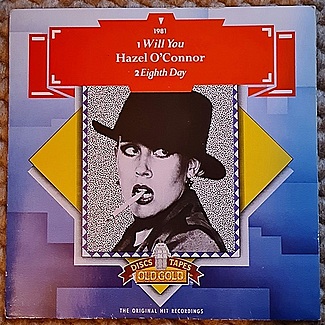 1981
1 Will You
Hazel O'Connor
2 Eighth Day
DISCS TAPES
OLD GOLD
THE ORIGINAL HIT RECORDINGS